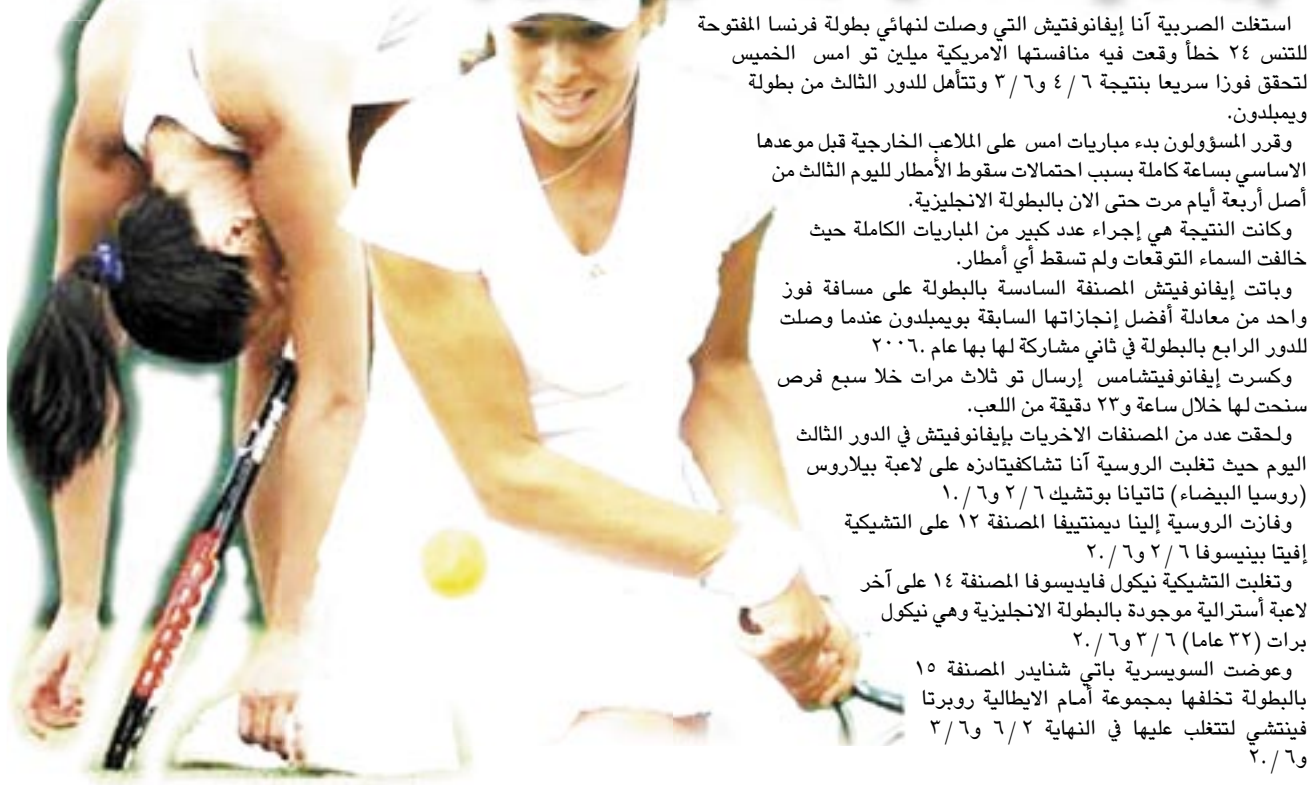 استغلت الصربية آنا إيفانوفتيش التي وصلت لنهائي بطولة فرنسا المفتوحة
للتنس ٢٤ خطأ وقعت فيه منافستها الامريكية ميلين تو امس الخميس
لتحقق فوزا سريعا بنتيجة ٦ / ٤ و٦ / ٣ وتتأهل للدور الثالث من بطولة
ويمبلدون.
وقرر المسؤولون بدء مباريات امس على الملاعب الخارجية قبل موعدها
الاساسي بساعة كاملة بسبب احتمالات سقوط الأمطار لليوم الثالث من
أصل أربعة أيام مرت حتى الان بالبطولة الانجليزية.
وكانت النتيجة هي إجراء عدد كبير من المباريات الكاملة حيث
خالفت السماء التوقعات ولم تسقط أي أمطار.
وباتت إيفانوفيتش المصنفة السادسة بالبطولة على مسافة فوز
واحد من معادلة أفضل إنجازاتها السابقة بويمبلدون عندما وصلت
للدور الرابع بالبطولة في ثاني مشاركة لها بها عام .٢٠٠٦
وكسرت إيفانوفيتشامس إرسال تو ثلاث مرات خلا سبع فرص
سنحت لها خلال ساعة و٢٣ دقيقة من اللعب.
ولحقت عدد من المصنفات الاخريات بإيفانوفيتش في الدور الثالث
اليوم حيث تغلبت الروسية آنا تشاكفيتادزه على لاعبة بيلاروس
(روسيا البيضاء) تاتيانا بوتشيك ٦ / ٢ و٦ / .١
وفازت الروسية إلينا ديمنتييفا المصنفة ١٢ على التشيكية
إفيتا بينيسوفا ٦ / ٢ و٦ / .٢
وتغلبت التشيكية نيكول فايديسوفا المصنفة ١٤ على آخر
لاعبة أسترالية موجودة بالبطولة الانجليزية وهي نيكول
برات (٣٢ عاما) ٦ / ٣ و٦ / .٢
وعوضت السويسرية باتي شنايدر المصنفة ١٥
بالبطولة تخلفها بمجموعة أمام الايطالية روبرتا
فينتشي لتتغلب عليها في النهاية ٢ / ٦ و٦ / ٣
و٦ / .٢